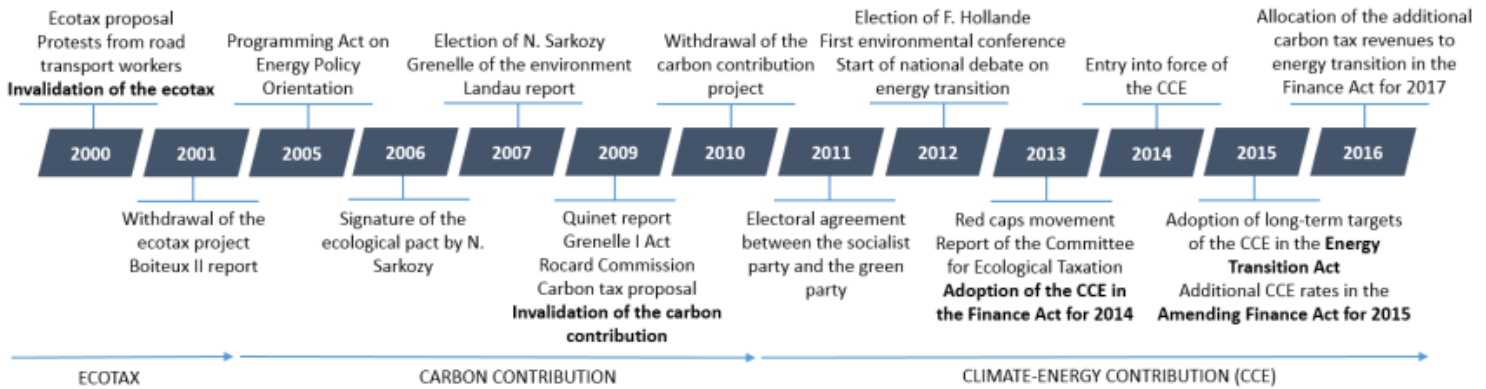 Ecotax proposal
Protests from road
transport workers
Invalidation of the ecotax
Programming Act on
Energy Policy
Orientation
Election of N. Sarkozy
Grenelle of the environment
Landau report
Withdrawal of the
carbon contribution
project
Election of F. Hollande
First environmental conference
Start of national debate on
energy transition
Entry into force of
the CCE
Allocation of the additional
carbon tax revenues to
energy transition in the
Finance Act for 2017
2000
2001
2005
2006
2007
2009
2010
2011
2012
2013
2014
2015
2016
Withdrawal of the
ecotax project
Boiteux II report
Signature of the
ecological pact by N.
Sarkozy
Quinet report
Grenelle I Act
Rocard Commission
Carbon tax proposal
Invalidation of the carbon
contribution
Electoral agreement
between the socialist
party and the green
party
Red caps movement
Report of the Committee
for Ecological Taxation
Adoption of the CCE in
the Finance Act for 2014
Adoption of long-term targets
of the CCE in the Energy
Transition Act
Additional CCE rates in the
Amending Finance Act for 2015
ECOTAX
CARBON CONTRIBUTION
CLIMATE-ENERGY CONTRIBUTION (CCE)